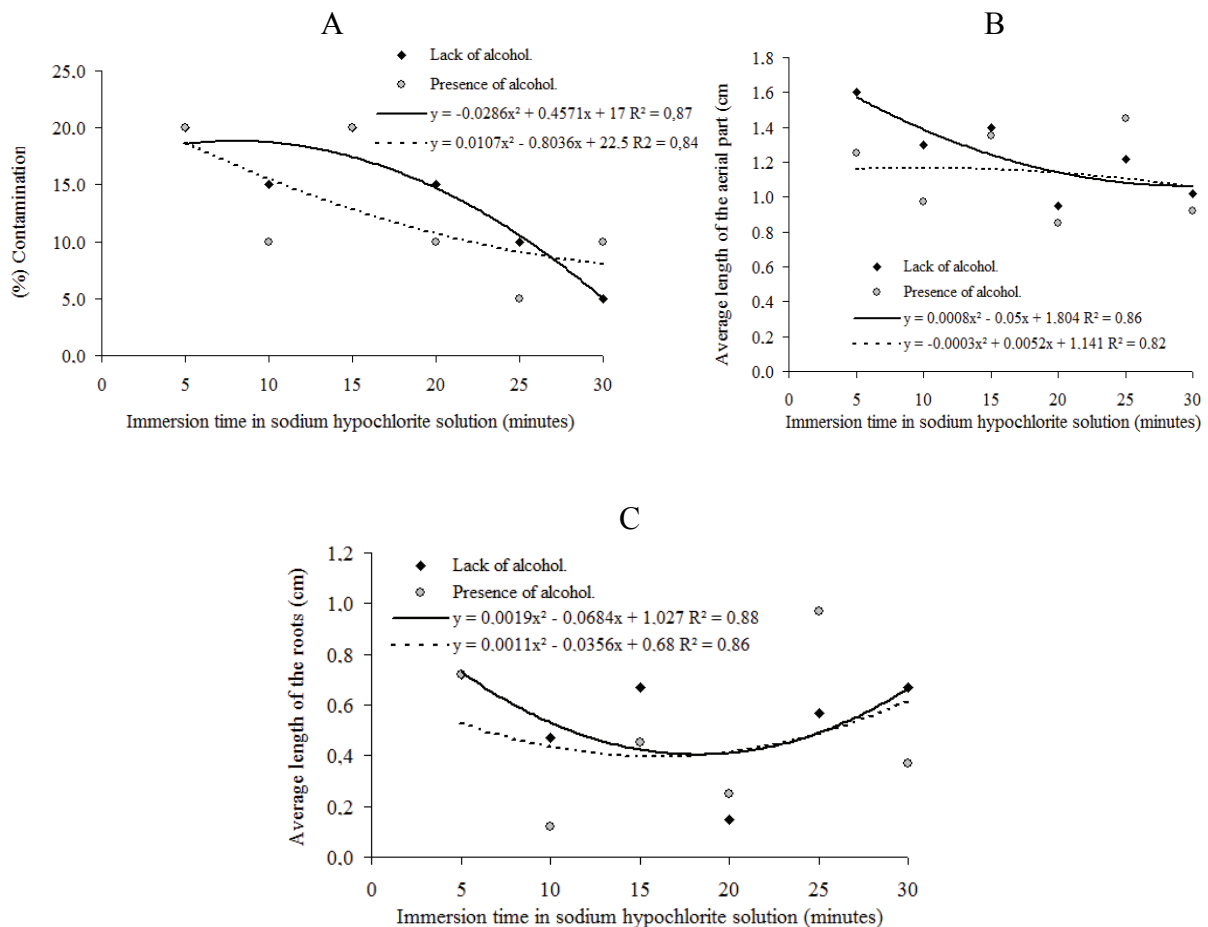 A
Lack of alcohol.
Presence of alcohol.
y = -0.0286x² + 0.4571x + 17 R² = 0,87
y = 0.0107x² - 0.8036x + 22.5 R2 = 0,84
(%) Contamination
25.0
20.0
15.0
10.0
5.0
0.0
0 5 10 15 20 25 30
Immersion time in sodium hypochlorite solution (minutes)
B
Average length of the aerial part (cm
1.8
1.6
1.4
1.2
1.0
0.8
0.6
0.4
0.2
0.0
Lack of alcohol.
Presence of alcohol.
y = 0.0008x² - 0.05x + 1.804 R² = 0.86
y = -0.0003x² + 0.0052x + 1.141 R² = 0.82
0 5 10 15 20 25 30
Immersion time in sodium hypochlorite solution (minutes)
C
Lack of alcohol.
Presence of alcohol.
y = 0.0019x² - 0.0684x + 1.027 R² = 0.88
y = 0.0011x² - 0.0356x + 0.68 R² = 0.86
Average length of the roots (cm)
1.2
1.0
0.8
0.6
0.4
0.2
0.0
0 5 10 15 20 25 30
Immersion time in sodium hypochlorite solution (minutes)